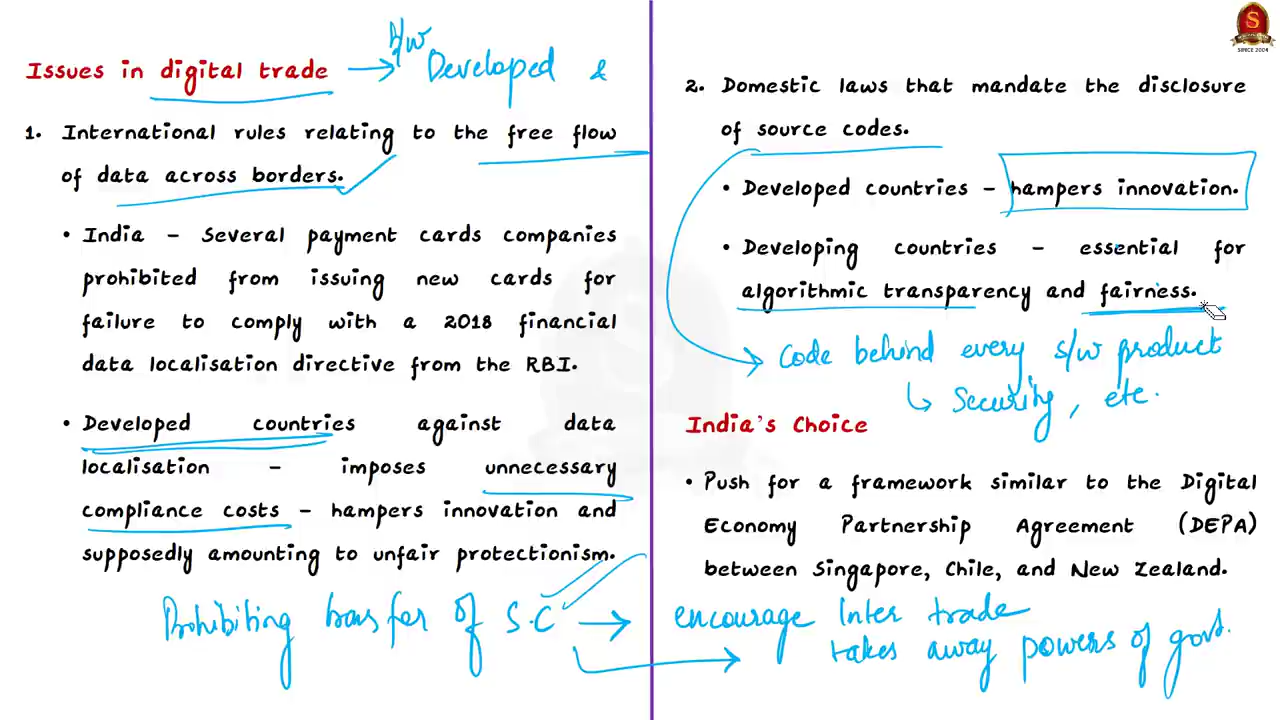 Issues in digital trade → b/w Developed &
1. International rules relating to the free flow
of data across borders.
• India – Several payment cards companies
prohibited from issuing new cards for
failure to comply with a 2018 financial
data localisation directive from the RBI.
• Developed countries against data
localisation – imposes unnecessary
compliance costs – hampers innovation and
supposedly amounting to unfair protectionism.
Prohibiting transfer of S.C →
2. Domestic laws that mandate the disclosure
of source codes.
• Developed countries – hampers innovation.
• Developing countries – essential for
algorithmic transparency and fairness.
Code behind every s/w product
↳ Security, etc.
India's Choice
• Push for a framework similar to the Digital
Economy Partnership Agreement (DEPA)
between Singapore, Chile, and New Zealand.
encourage Inter trade
takes away powers of govt.
S
SINCE 2004